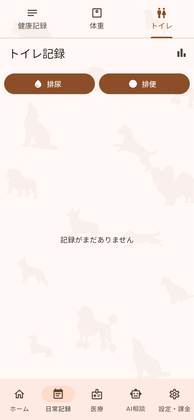 健康記録
体重
トイレ
トイレ記録
排尿
排便
記録がまだありません
ホーム
日常記録
医療
AI相談
設定・課金